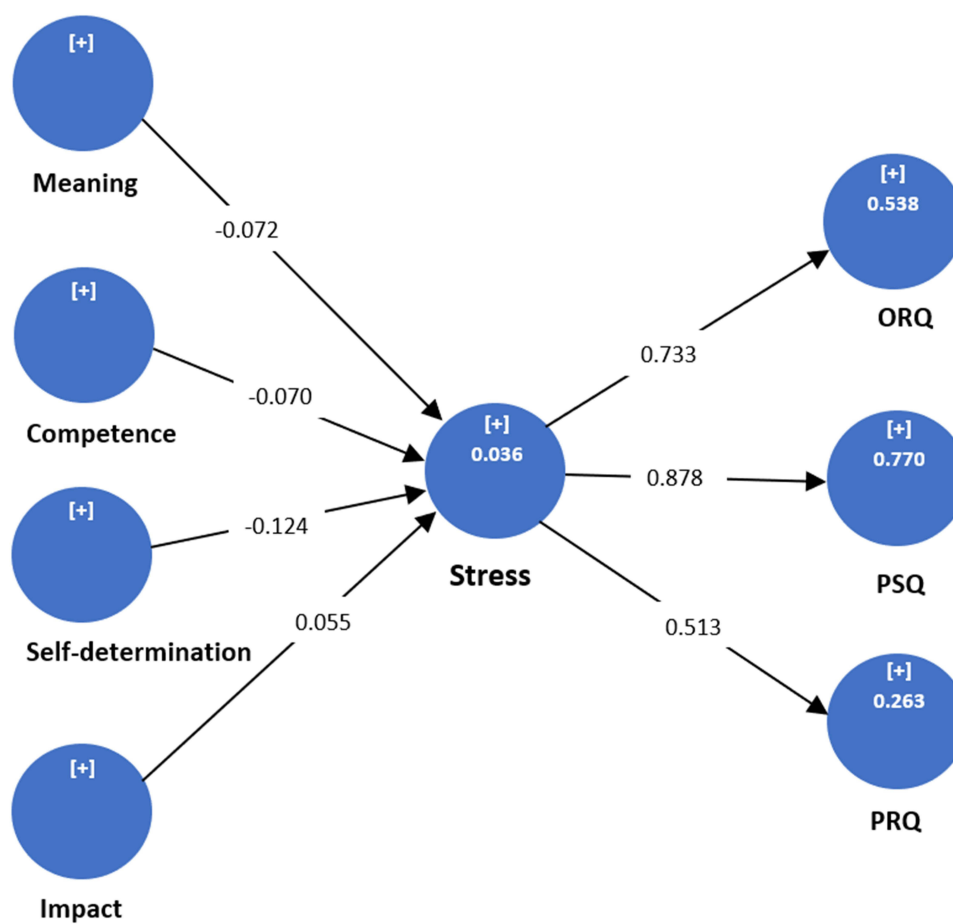 [+]
Meaning
-0.072
[+]
Competence
-0.070
[+]
Self-determination
-0.124
[+]
Impact
0.055
[+]
0.036
Stress
0.733
0.878
0.513
[+]
0.538
ORQ
[+]
0.770
PSQ
[+]
0.263
PRQ